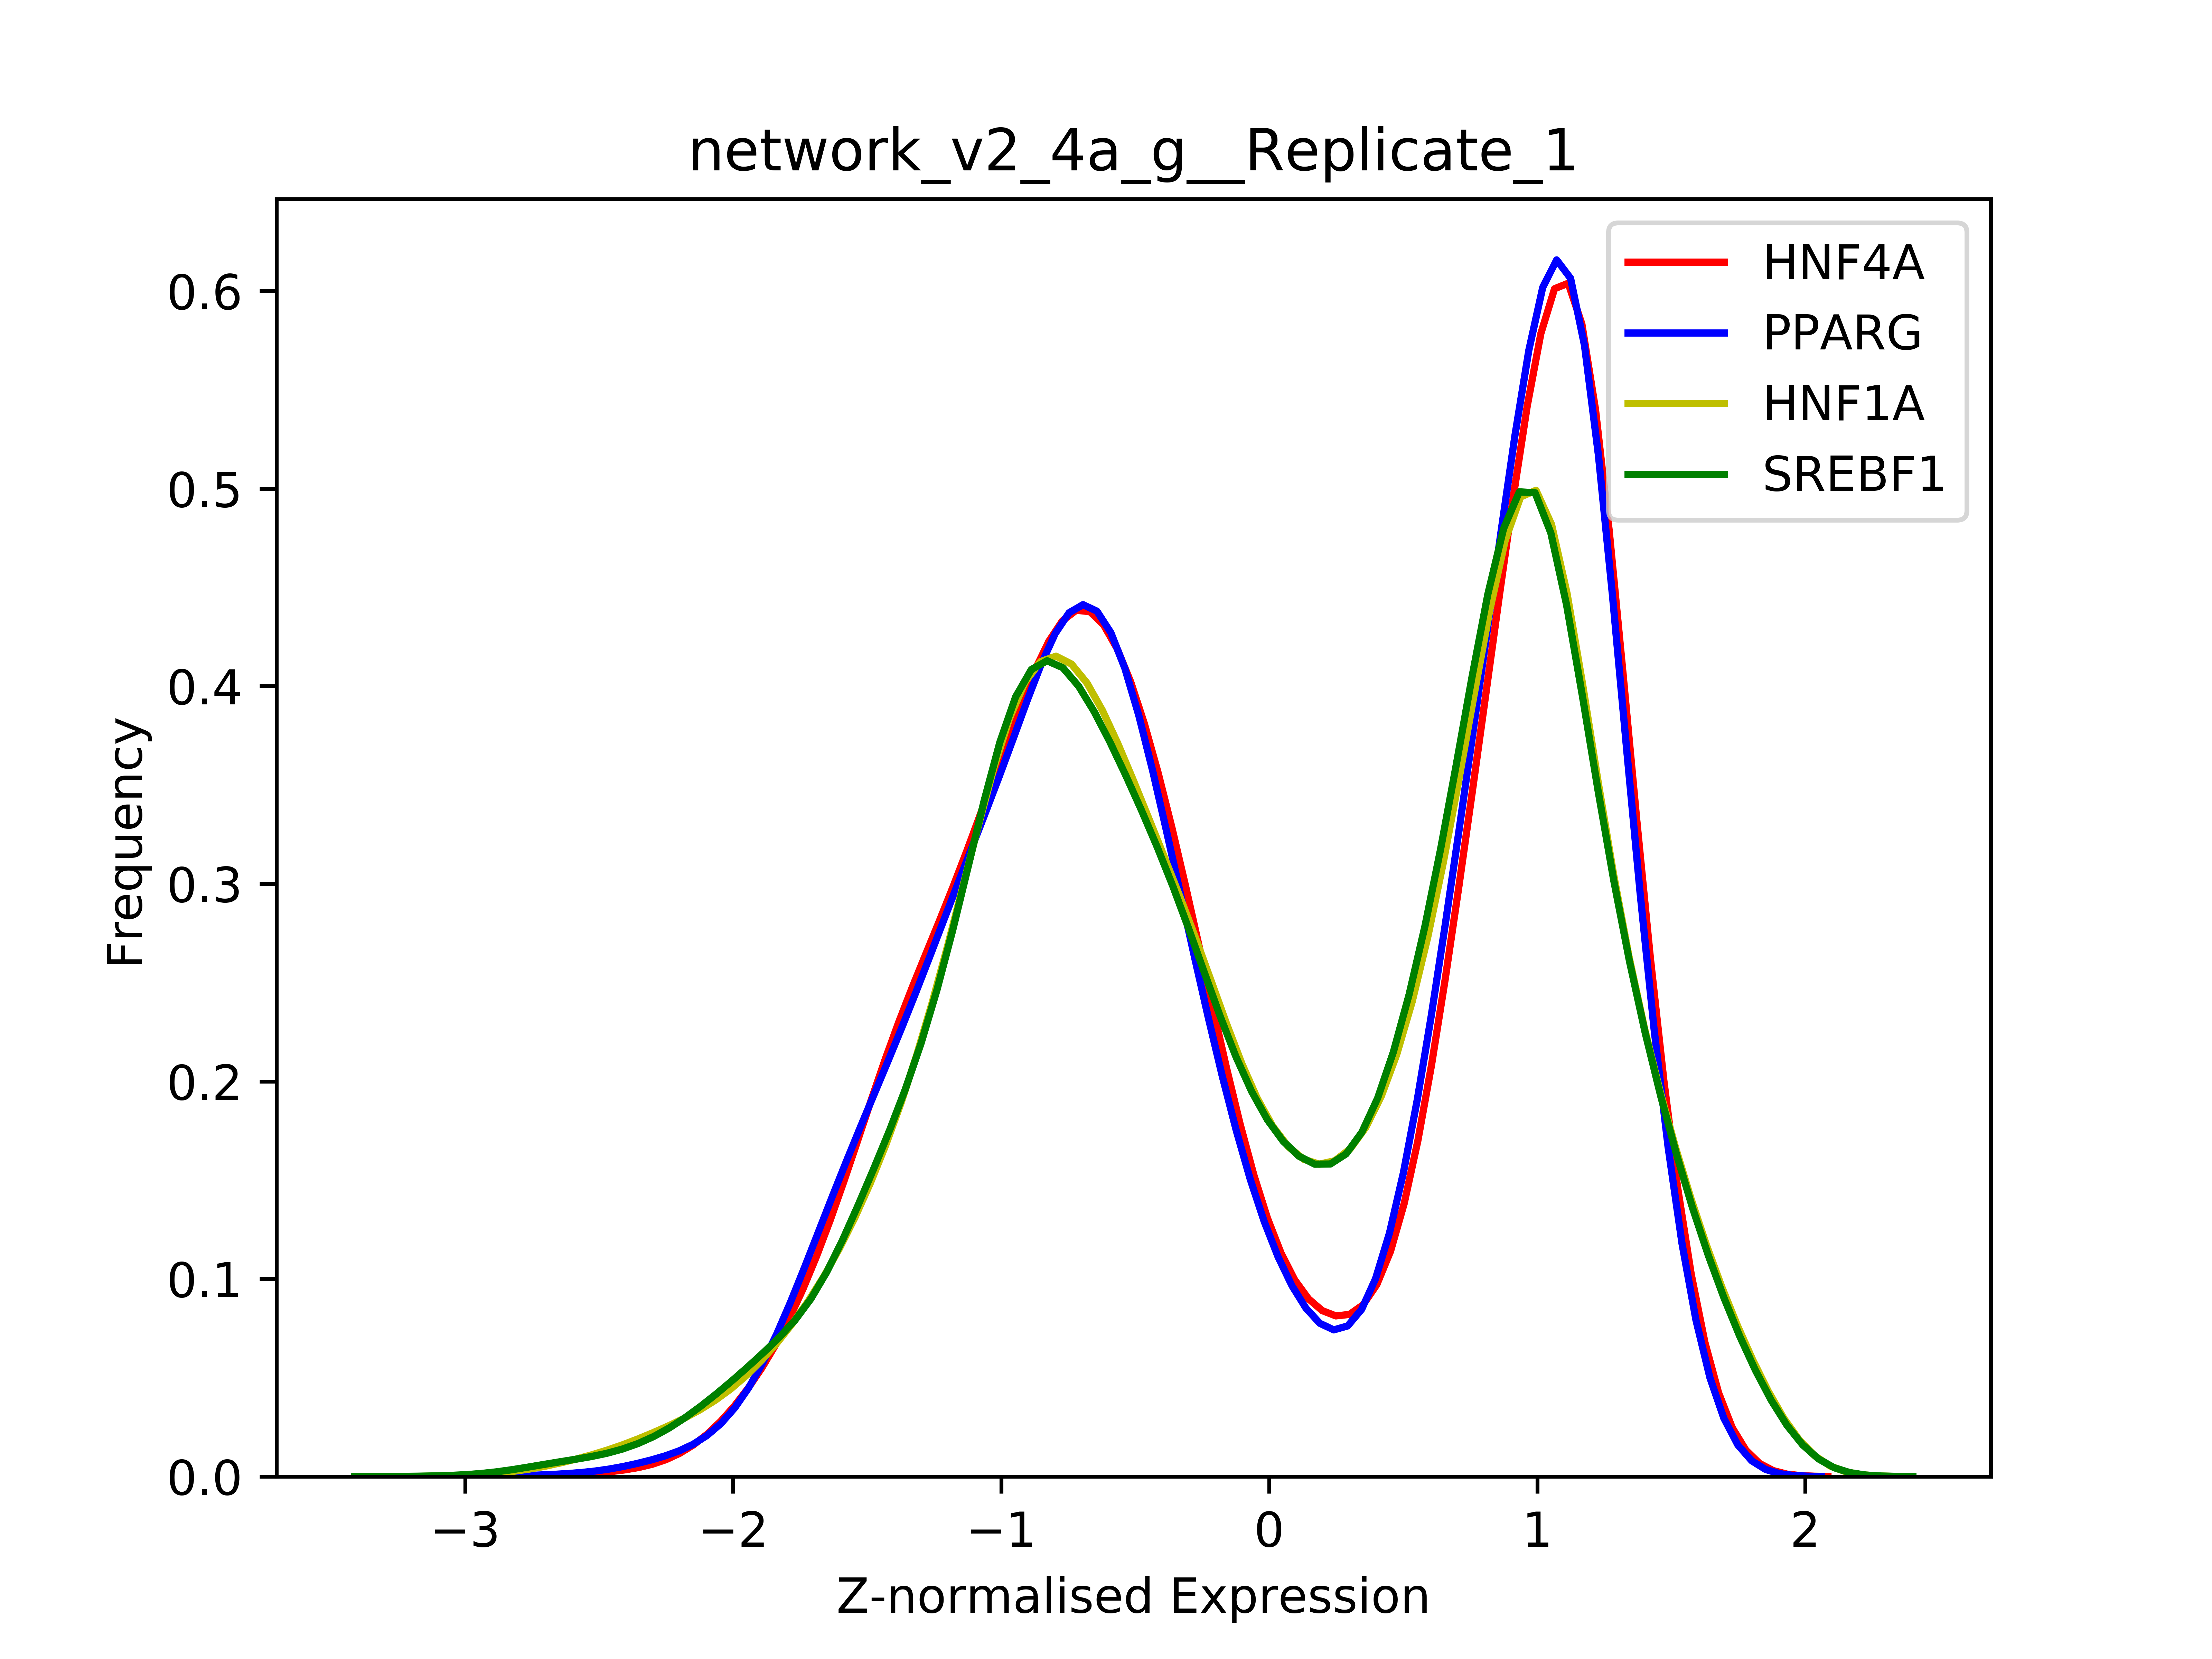 network_v2_4a_g__Replicate_1
HNF4A
PPARG
HNF1A
SREBF1
0.6
0.5
0.4
0.3
0.2
0.1
0.0
Frequency
−3 −2 −1 0 1 2
Z-normalised Expression